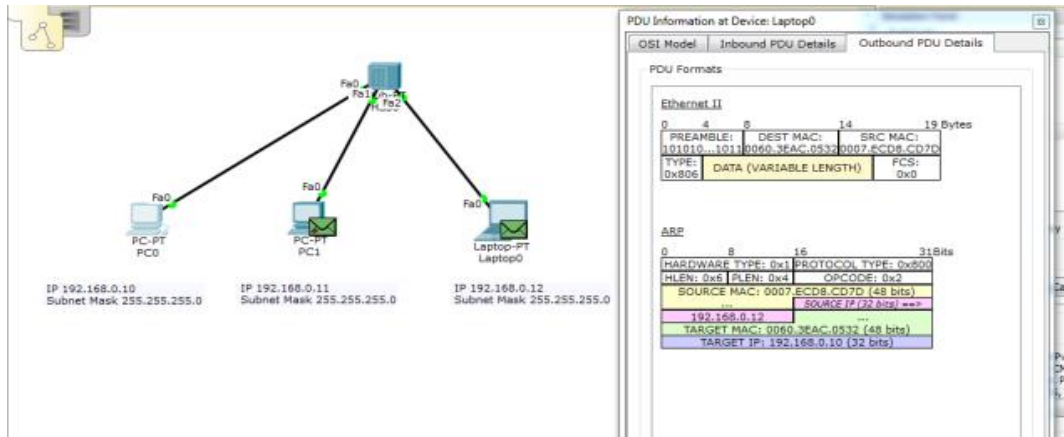 PDU Information at Device: Laptop0
OSI Model Inbound PDU Details Outbound PDU Details
PDU Formats
Ethernet II
0 4 8 14 19 Bytes
PREAMBLE: DEST MAC: SRC MAC:
101010...1011 0060.3EAC.0532 0007.ECD8.CD7D
TYPE: DATA (VARIABLE LENGTH) FCS:
0x806 0x0
ARP
0 8 16 31 Bits
HARDWARE TYPE: 0x1 PROTOCOL TYPE: 0x800
HLEN: 0x6 PLEN: 0x4 OPCODE: 0x2
SOURCE MAC: 0007.ECD8.CD7D (48 bits)
... SOURCE IP (32 bits) ==>
192.168.0.12 ...
TARGET MAC: 0060.3EAC.0532 (48 bits)
TARGET IP: 192.168.0.10 (32 bits)
Fa0
Fa1
Fa2
Fa0
PC-PT
PC0
IP 192.168.0.10
Subnet Mask 255.255.255.0
Fa0
PC-PT
PC1
IP 192.168.0.11
Subnet Mask 255.255.255.0
Fa0
Laptop-PT
Laptop0
IP 192.168.0.12
Subnet Mask 255.255.255.0